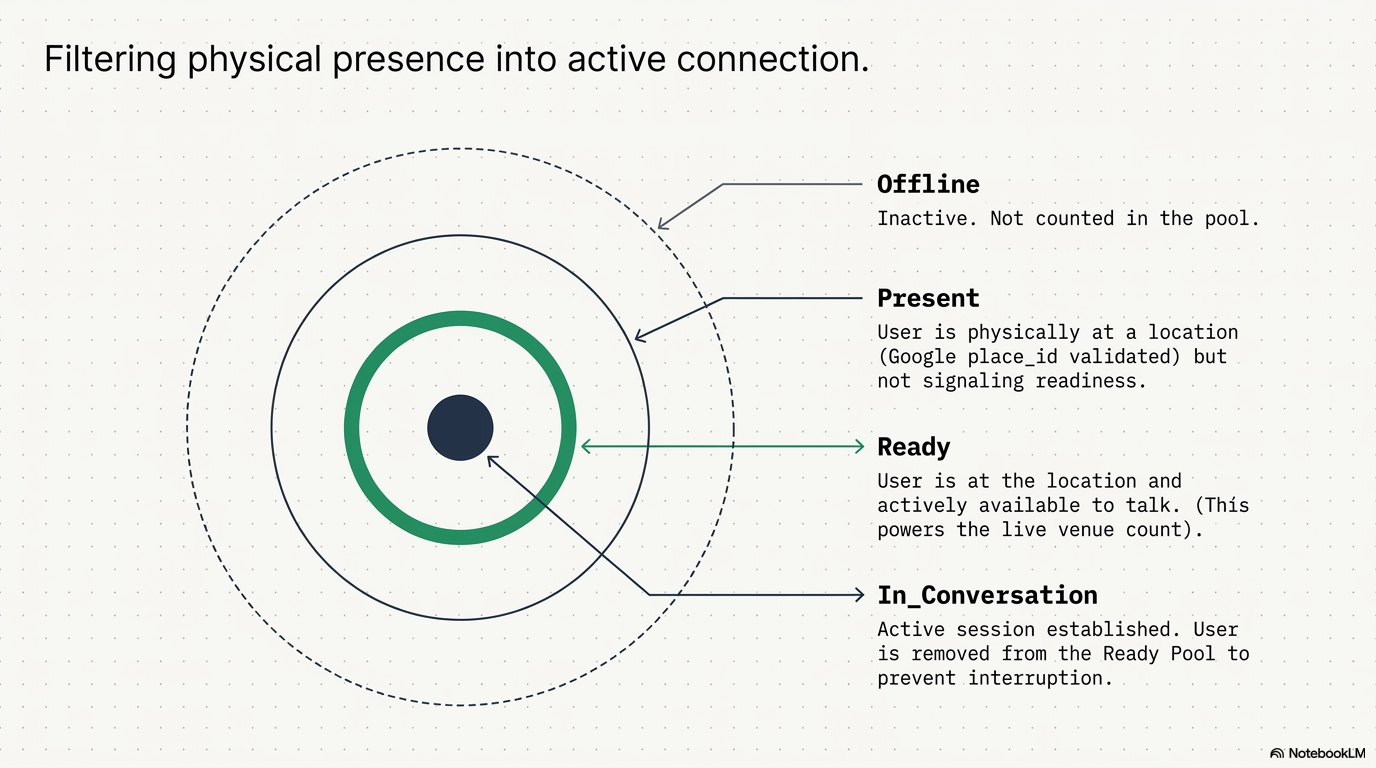 Filtering physical presence into active connection.
Offline
Inactive. Not counted in the pool.
Present
User is physically at a location
(Google place_id validated) but
not signaling readiness.
Ready
User is at the location and
actively available to talk. (Thís
powers the live venue count).
In_Conversation
Active session established. User
is removed from the Ready Pool to
prevent interruption.
NotebookLM